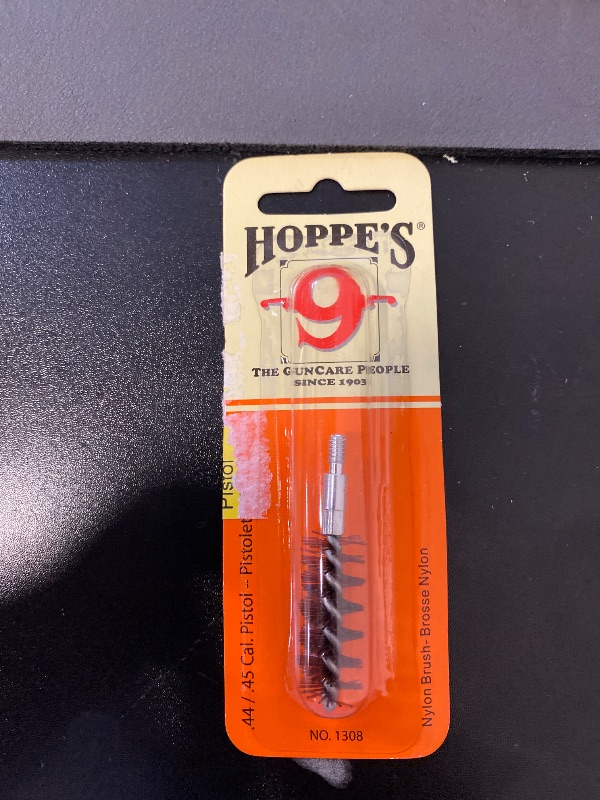 HOPPE'S®
9
THE GUNCARE PEOPLE
SINCE 1903
Pistol
.44 / .45 Cal. Pistol – Pistolet
Nylon Brush- Brosse Nylon
NO. 1308